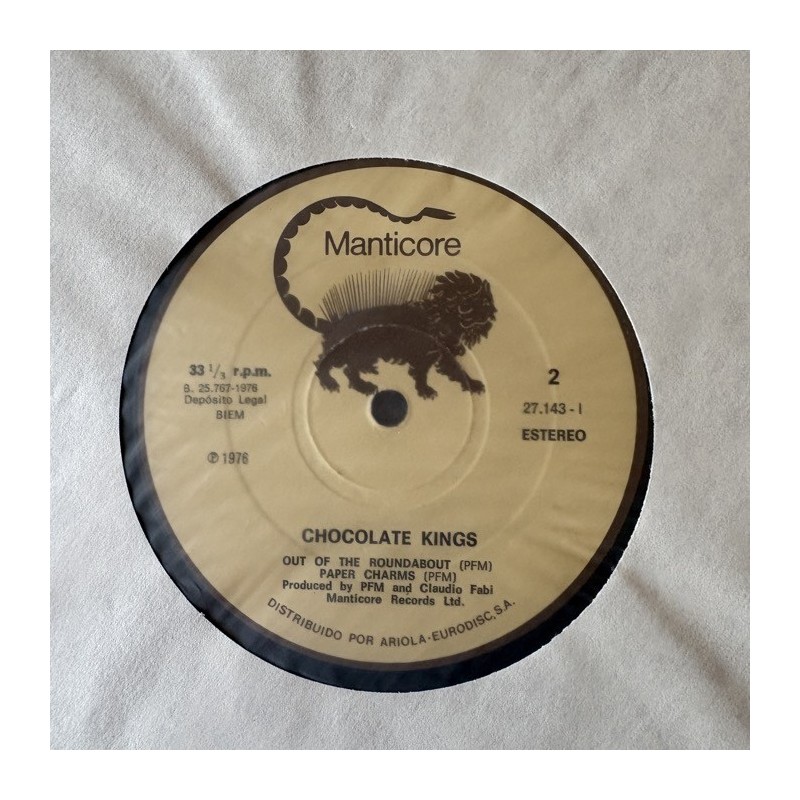 Manticore
33 1/3 r.p.m.
B. 25.767-1976
Depósito Legal
BIEM
℗ 1976
2
27.143 - I
ESTEREO
CHOCOLATE KINGS
OUT OF THE ROUNDABOUT (PFM)
PAPER CHARMS (PFM)
Produced by PFM and Claudio Fabi
Manticore Records Ltd.
DISTRIBUIDO POR ARIOLA-EURODISC, S.A.